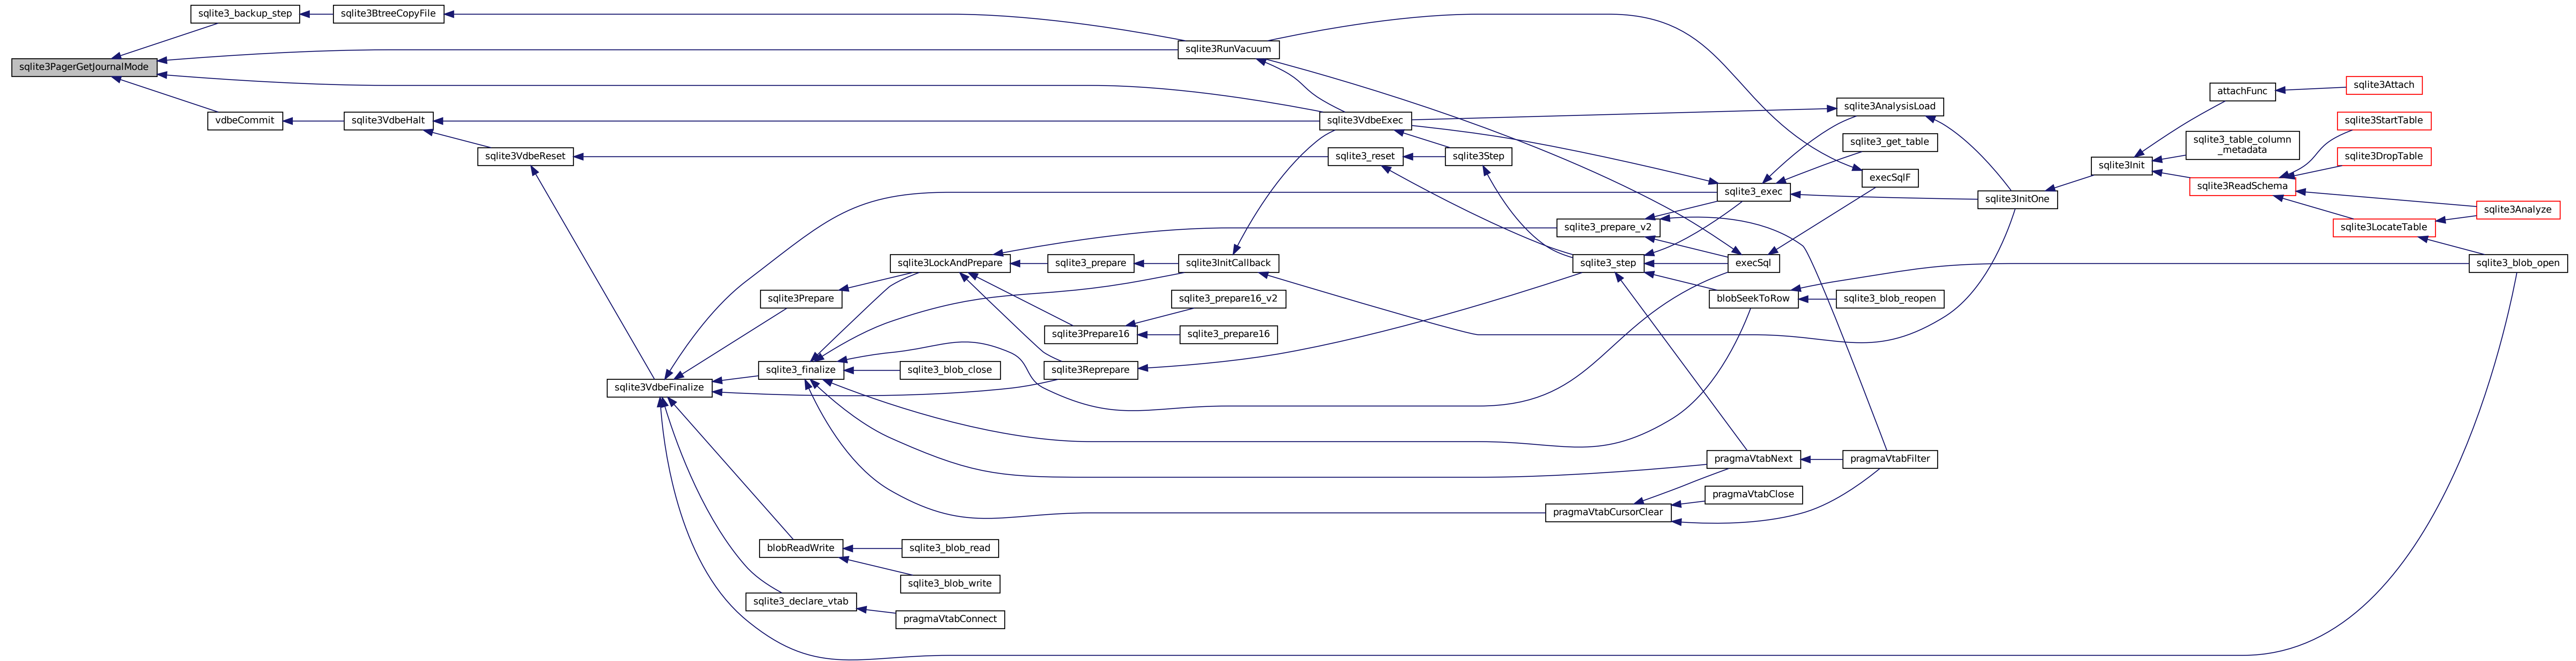 sqlite3PagerGetJournalMode
sqlite3_backup_step
sqlite3BtreeCopyFile
sqlite3RunVacuum
vdbeCommit
sqlite3VdbeHalt
sqlite3VdbeExec
sqlite3VdbeReset
sqlite3_reset
sqlite3Step
sqlite3AnalysisLoad
sqlite3_get_table
execSqlF
sqlite3_exec
sqlite3InitOne
sqlite3Init
attachFunc
sqlite3Attach
sqlite3_table_column
_metadata
sqlite3StartTable
sqlite3DropTable
sqlite3ReadSchema
sqlite3Analyze
sqlite3LocateTable
sqlite3_blob_open
sqlite3_prepare_v2
sqlite3_step
execSql
blobSeekToRow
sqlite3_blob_reopen
sqlite3LockAndPrepare
sqlite3_prepare
sqlite3InitCallback
sqlite3Prepare
sqlite3_prepare16_v2
sqlite3Prepare16
sqlite3_prepare16
sqlite3_finalize
sqlite3_blob_close
sqlite3Reprepare
sqlite3VdbeFinalize
pragmaVtabNext
pragmaVtabFilter
pragmaVtabClose
pragmaVtabCursorClear
blobReadWrite
sqlite3_blob_read
sqlite3_blob_write
sqlite3_declare_vtab
pragmaVtabConnect